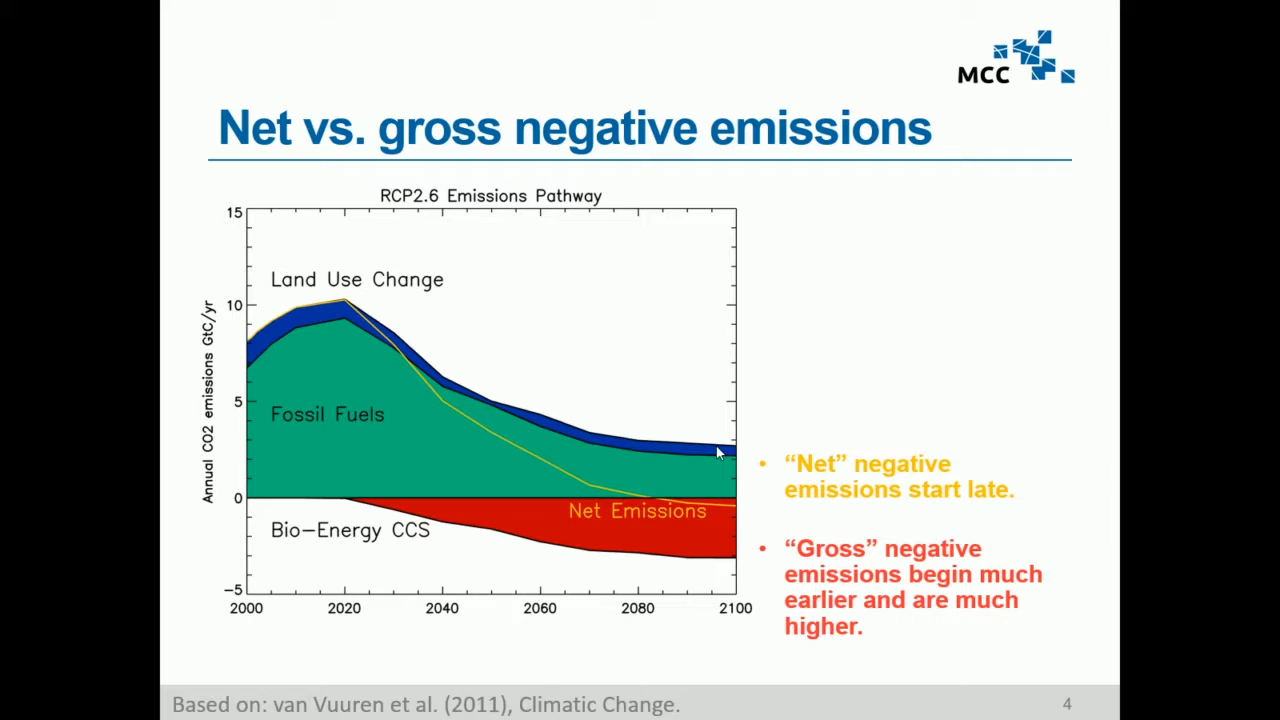 MCC
Net vs. gross negative emissions
RCP2.6 Emissions Pathway
15
10
5
0
−5
Annual CO2 emissions GtC/yr
Land Use Change
Fossil Fuels
Net Emissions
Bio−Energy CCS
2000 2020 2040 2060 2080 2100
• “Net” negative
emissions start late.
• “Gross” negative
emissions begin much
earlier and are much
higher.
Based on: van Vuuren et al. (2011), Climatic Change.
4